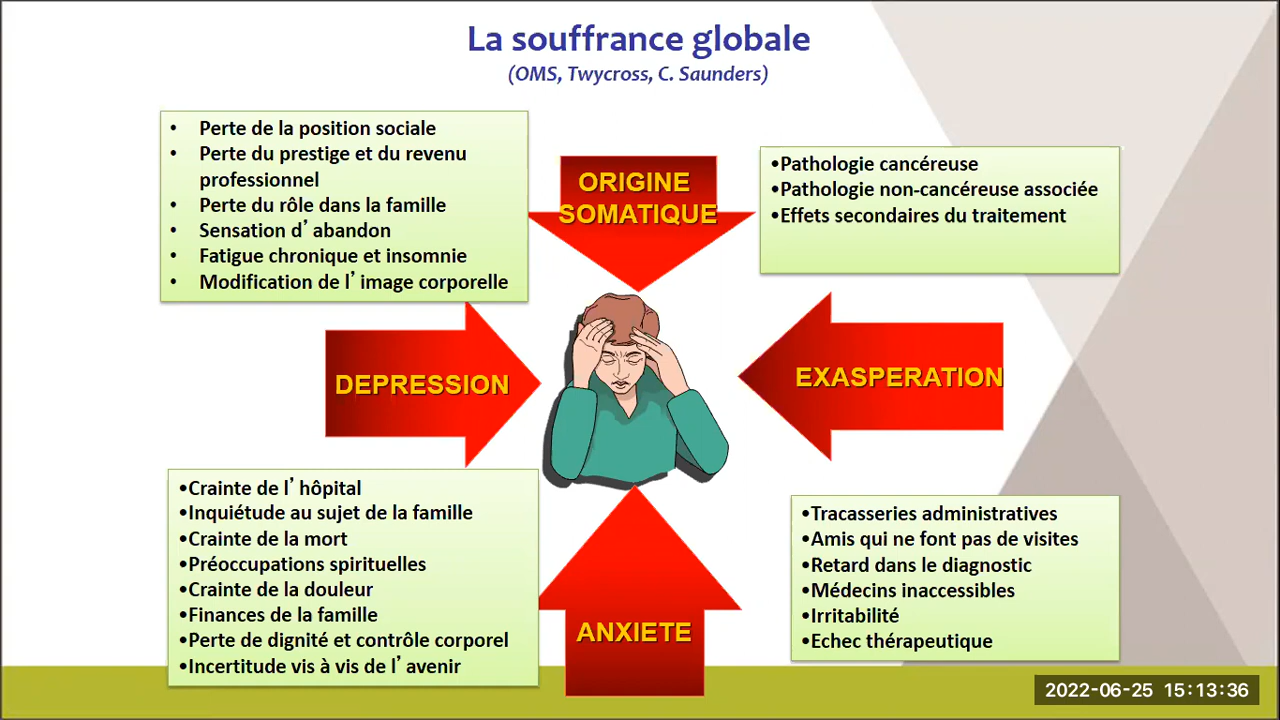 La souffrance globale
(OMS, Twycross, C. Saunders)
• Perte de la position sociale
• Perte du prestige et du revenu
professionnel
• Perte du rôle dans la famille
• Sensation d’ abandon
• Fatigue chronique et insomnie
• Modification de l’ image corporelle
ORIGINE
SOMATIQUE
•Pathologie cancéreuse
•Pathologie non-cancéreuse associée
•Effets secondaires du traitement
DEPRESSION
EXASPERATION
•Crainte de l’ hôpital
•Inquiétude au sujet de la famille
•Crainte de la mort
•Préoccupations spirituelles
•Crainte de la douleur
•Finances de la famille
•Perte de dignité et contrôle corporel
•Incertitude vis à vis de l’ avenir
ANXIETE
•Tracasseries administratives
•Amis qui ne font pas de visites
•Retard dans le diagnostic
•Médecins inaccessibles
•Irritabilité
•Echec thérapeutique
2022-06-25 15:13:36